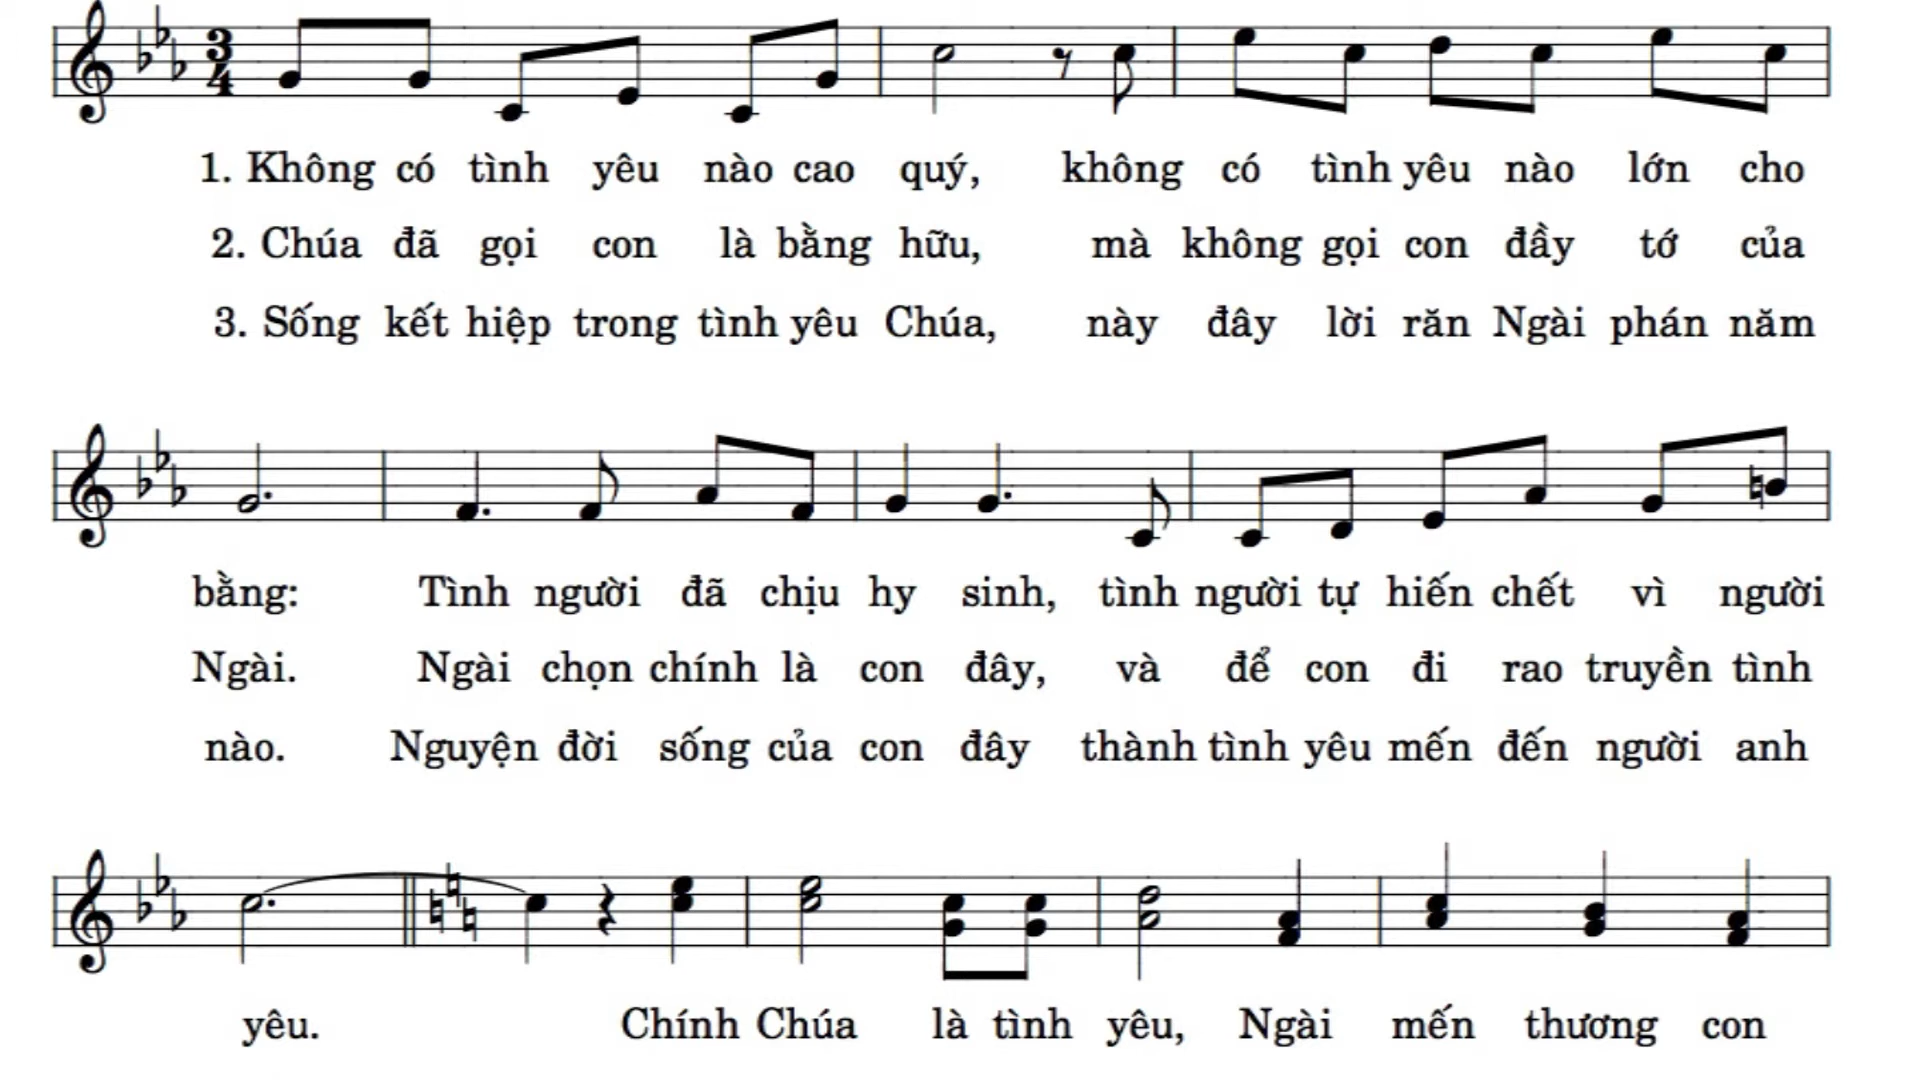 3
4
1. Không có tình yêu nào cao quý, không có tình yêu nào lớn cho
2. Chúa đã gọi con là bằng hữu, mà không gọi con đầy tớ của
3. Sống kết hiệp trong tình yêu Chúa, này đây lời răn Ngài phán năm
bằng: Tình người đã chịu hy sinh, tình người tự hiến chết vì người
Ngài. Ngài chọn chính là con đây, và để con đi rao truyền tình
nào. Nguyện đời sống của con đây thành tình yêu mến đến người anh
yêu. Chính Chúa là tình yêu, Ngài mến thương con